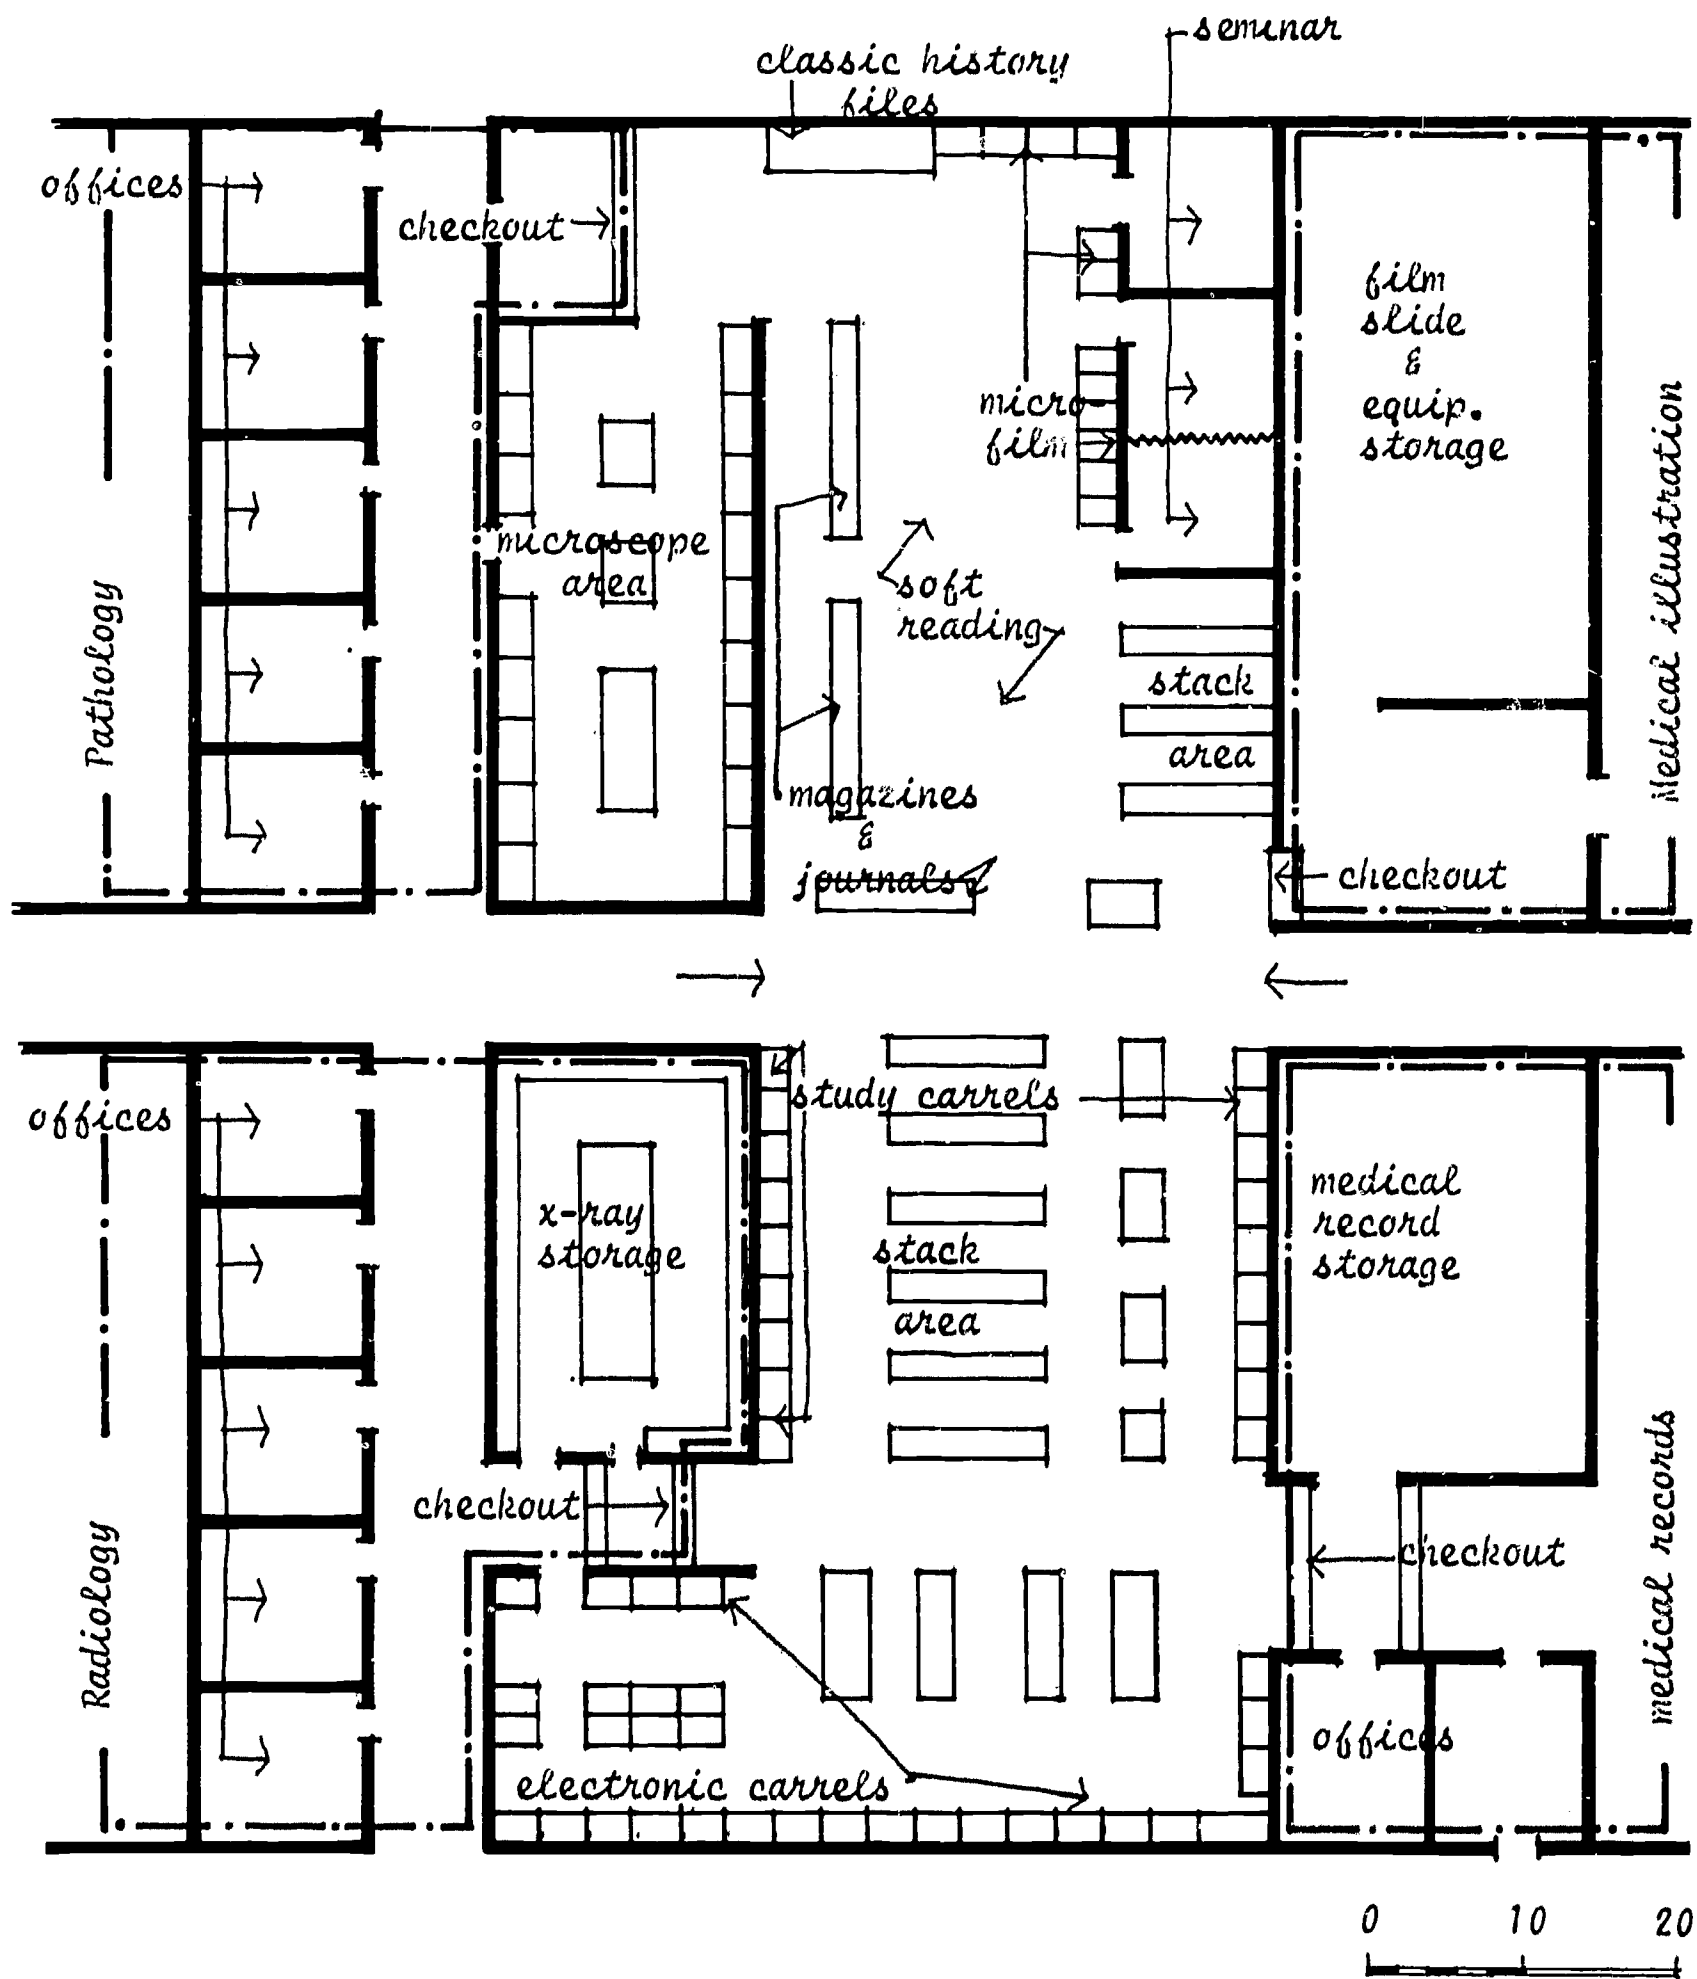 seminar
classic history
files
offices
checkout
film
slide
&
equip.
storage
micro
film
microscope
area
soft
reading
Pathology
Medical illustration
stack
area
magazines
&
journals
checkout
study carrels
offices
x-ray
storage
medical
record
storage
stack
area
checkout
checkout
Radiology
medical records
offices
electronic carrels
0 10 20